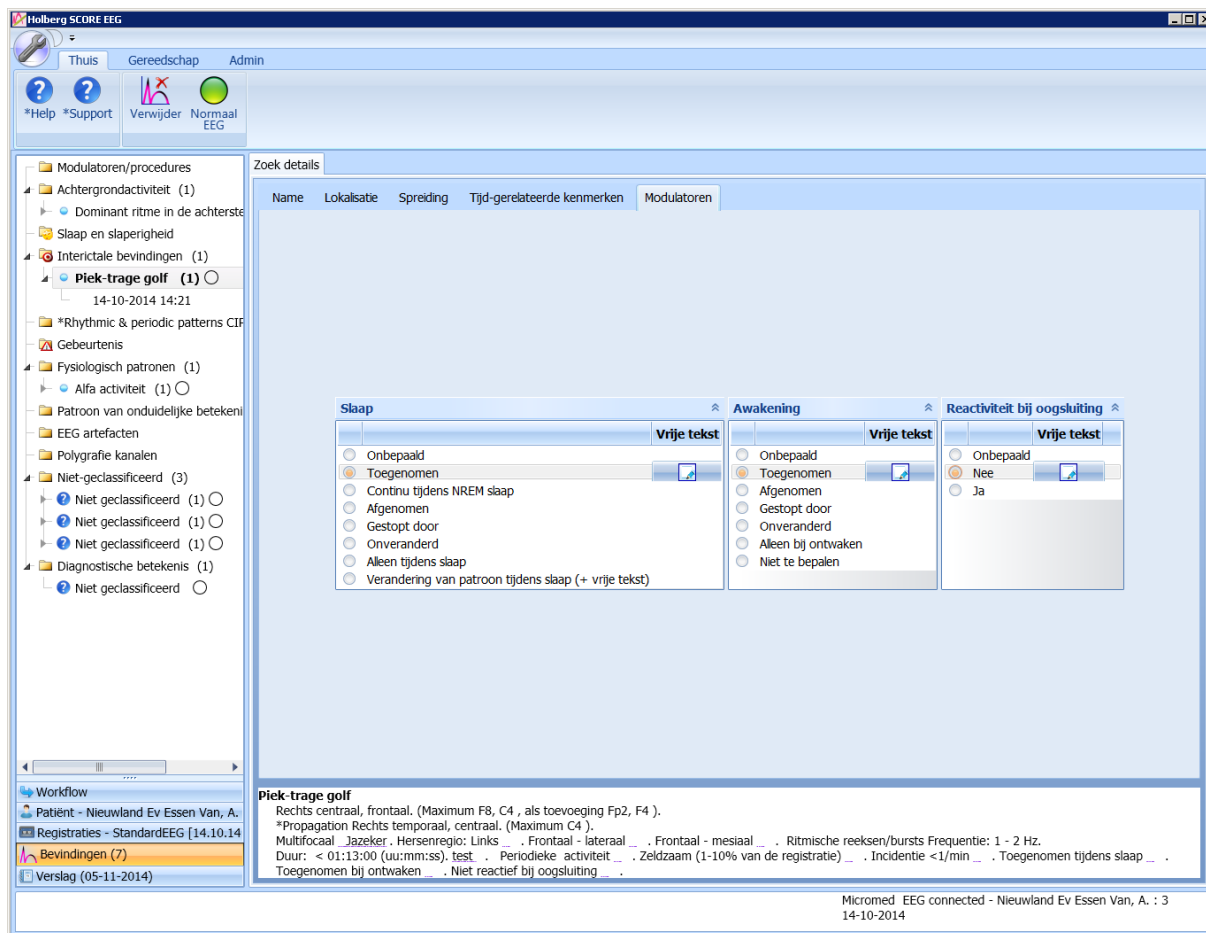 Holberg SCORE EEG
Thuis Gereedschap Admin
*Help *Support Verwijder Normaal EEG
Modulatoren/procedures
Achtergrondactiviteit (1)
Dominant ritme in de achterste
Slaap en slaperigheid
Interictale bevindingen (1)
Piek-trage golf (1)
14-10-2014 14:21
*Rhythmic & periodic patterns CIF
Gebeurtenis
Fysiologisch patronen (1)
Alfa activiteit (1)
Patroon van onduidelijke betekeni
EEG artefacten
Polygrafie kanalen
Niet-geclassificeerd (3)
Niet geclassificeerd (1)
Niet geclassificeerd (1)
Niet geclassificeerd (1)
Diagnostische betekenis (1)
Niet geclassificeerd
Workflow
Patiënt - Nieuwland Ev Essen Van, A.
Registraties - StandardEEG [14.10.14
Bevindingen (7)
Verslag (05-11-2014)
Zoek details
Name Lokalisatie Spreiding Tijd-gerelateerde kenmerken Modulatoren
Slaap
Vrije tekst
Onbepaald
Toegenomen
Continu tijdens NREM slaap
Afgenomen
Gestopt door
Onveranderd
Alleen tijdens slaap
Verandering van patroon tijdens slaap (+ vrije tekst)
Awakening
Vrije tekst
Onbepaald
Toegenomen
Afgenomen
Gestopt door
Onveranderd
Alleen bij ontwaken
Niet te bepalen
Reactiviteit bij oogsluiting
Vrije tekst
Onbepaald
Nee
Ja
Piek-trage golf
Rechts centraal, frontaal. (Maximum F8, C4 , als toevoeging Fp2, F4 ).
*Propagation Rechts temporaal, centraal. (Maximum C4 ).
Multifocaal Jazeker . Hersenregio: Links _ . Frontaal - lateraal _ . Frontaal - mesiaal _ . Ritmische reeksen/bursts Frequentie: 1 - 2 Hz.
Duur: < 01:13:00 (uu:mm:ss). test . Periodieke activiteit _ . Zeldzaam (1-10% van de registratie) _ . Incidentie <1/min _ . Toegenomen tijdens slaap _ .
Toegenomen bij ontwaken _ . Niet reactief bij oogsluiting _ .
Micromed EEG connected - Nieuwland Ev Essen Van, A. : 3
14-10-2014